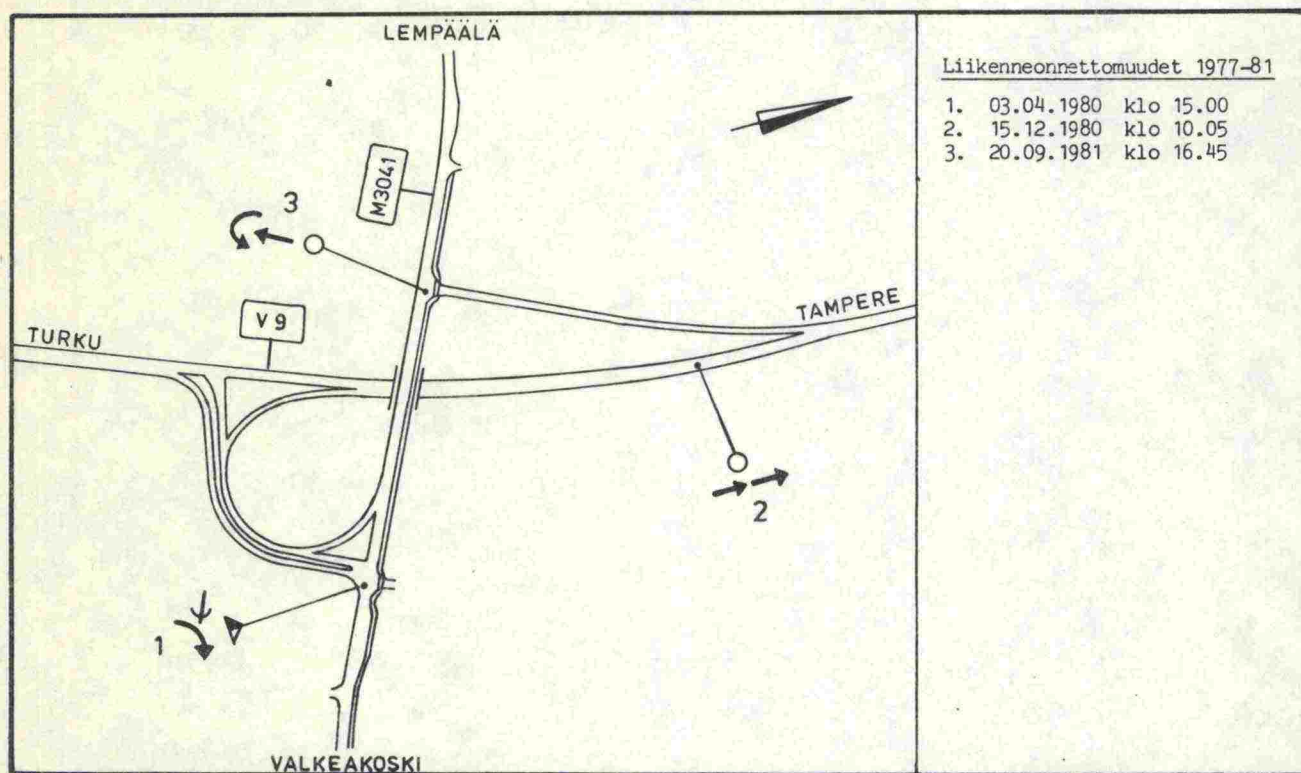 LEMPÄÄLÄ
M3041
3
V 9
TURKU
TAMPERE
2
1
VALKEAKOSKI
Liikenneonnettomuudet 1977-81
1. 03.04.1980 klo 15.00
2. 15.12.1980 klo 10.05
3. 20.09.1981 klo 16.45